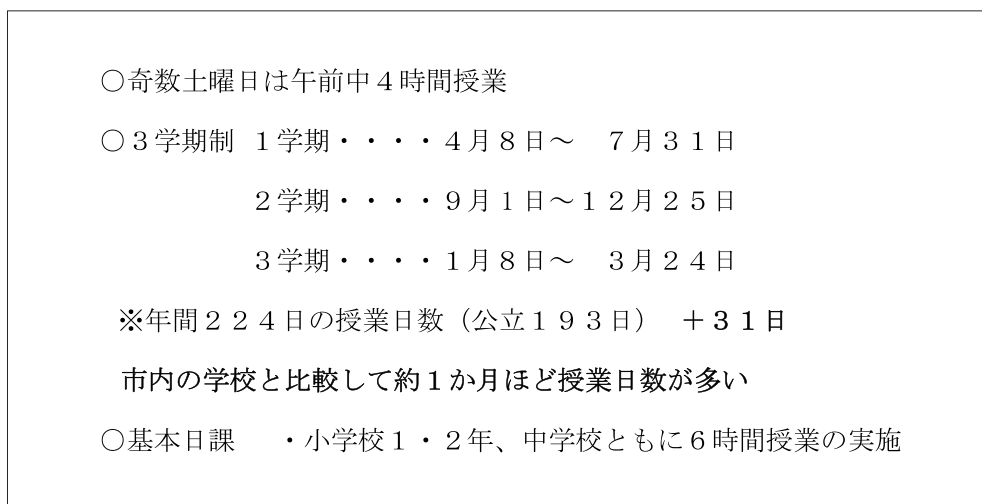 ○奇数土曜日は午前中４時間授業
○３学期制　１学期・・・・４月８日～　７月３１日
２学期・・・・９月１日～１２月２５日
３学期・・・・１月８日～　３月２４日
※年間２２４日の授業日数（公立１９３日）　＋３１日
市内の学校と比較して約１か月ほど授業日数が多い
○基本日課　・小学校１・２年、中学校ともに６時間授業の実施